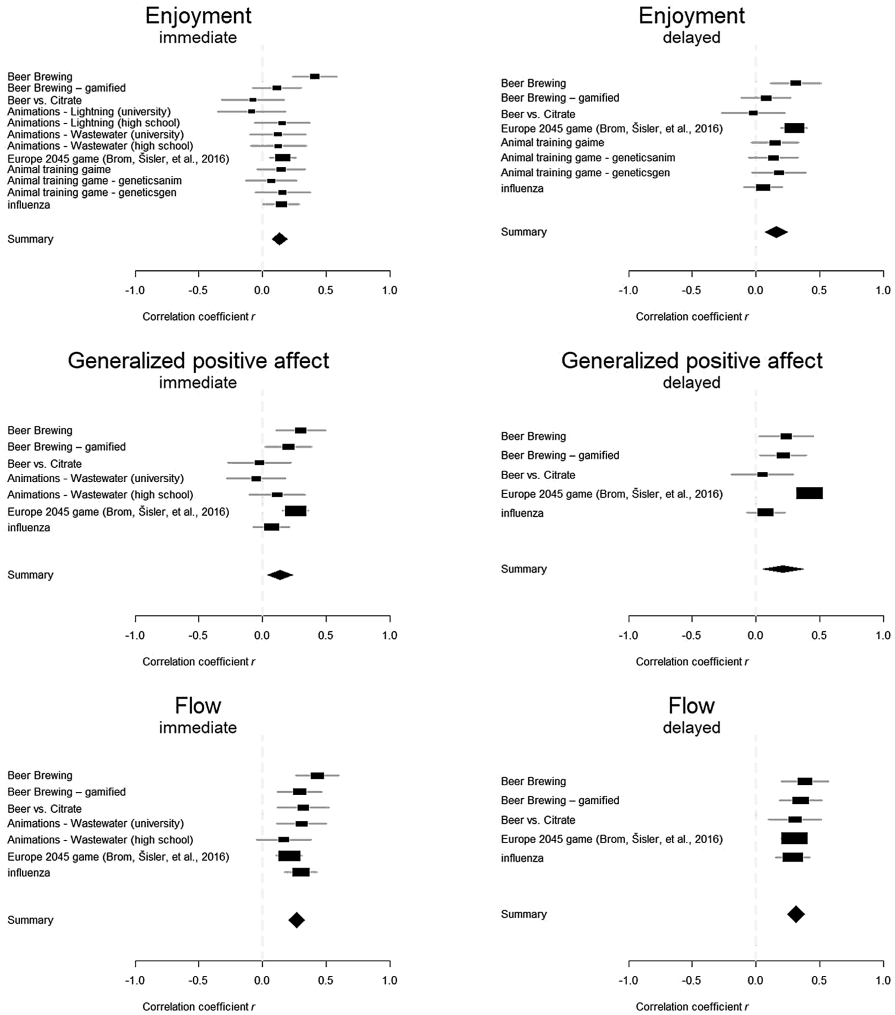 Enjoyment
immediate
Beer Brewing
Beer Brewing – gamified
Beer vs. Citrate
Animations - Lightning (university)
Animations - Lightning (high school)
Animations - Wastewater (university)
Animations - Wastewater (high school)
Europe 2045 game (Brom, Šisler, et al., 2016)
Animal training gaime
Animal training game - geneticsanim
Animal training game - geneticsgen
influenza
Summary
-1.0 -0.5 0.0 0.5 1.0
Correlation coefficient r
Enjoyment
delayed
Beer Brewing
Beer Brewing – gamified
Beer vs. Citrate
Europe 2045 game (Brom, Šisler, et al., 2016)
Animal training gaime
Animal training game - geneticsanim
Animal training game - geneticsgen
influenza
Summary
-1.0 -0.5 0.0 0.5 1.0
Correlation coefficient r
Generalized positive affect
immediate
Beer Brewing
Beer Brewing – gamified
Beer vs. Citrate
Animations - Wastewater (university)
Animations - Wastewater (high school)
Europe 2045 game (Brom, Šisler, et al., 2016)
influenza
Summary
-1.0 -0.5 0.0 0.5 1.0
Correlation coefficient r
Generalized positive affect
delayed
Beer Brewing
Beer Brewing – gamified
Beer vs. Citrate
Europe 2045 game (Brom, Šisler, et al., 2016)
influenza
Summary
-1.0 -0.5 0.0 0.5 1.0
Correlation coefficient r
Flow
immediate
Beer Brewing
Beer Brewing – gamified
Beer vs. Citrate
Animations - Wastewater (university)
Animations - Wastewater (high school)
Europe 2045 game (Brom, Šisler, et al., 2016)
influenza
Summary
-1.0 -0.5 0.0 0.5 1.0
Correlation coefficient r
Flow
delayed
Beer Brewing
Beer Brewing – gamified
Beer vs. Citrate
Europe 2045 game (Brom, Šisler, et al., 2016)
influenza
Summary
-1.0 -0.5 0.0 0.5 1.0
Correlation coefficient r